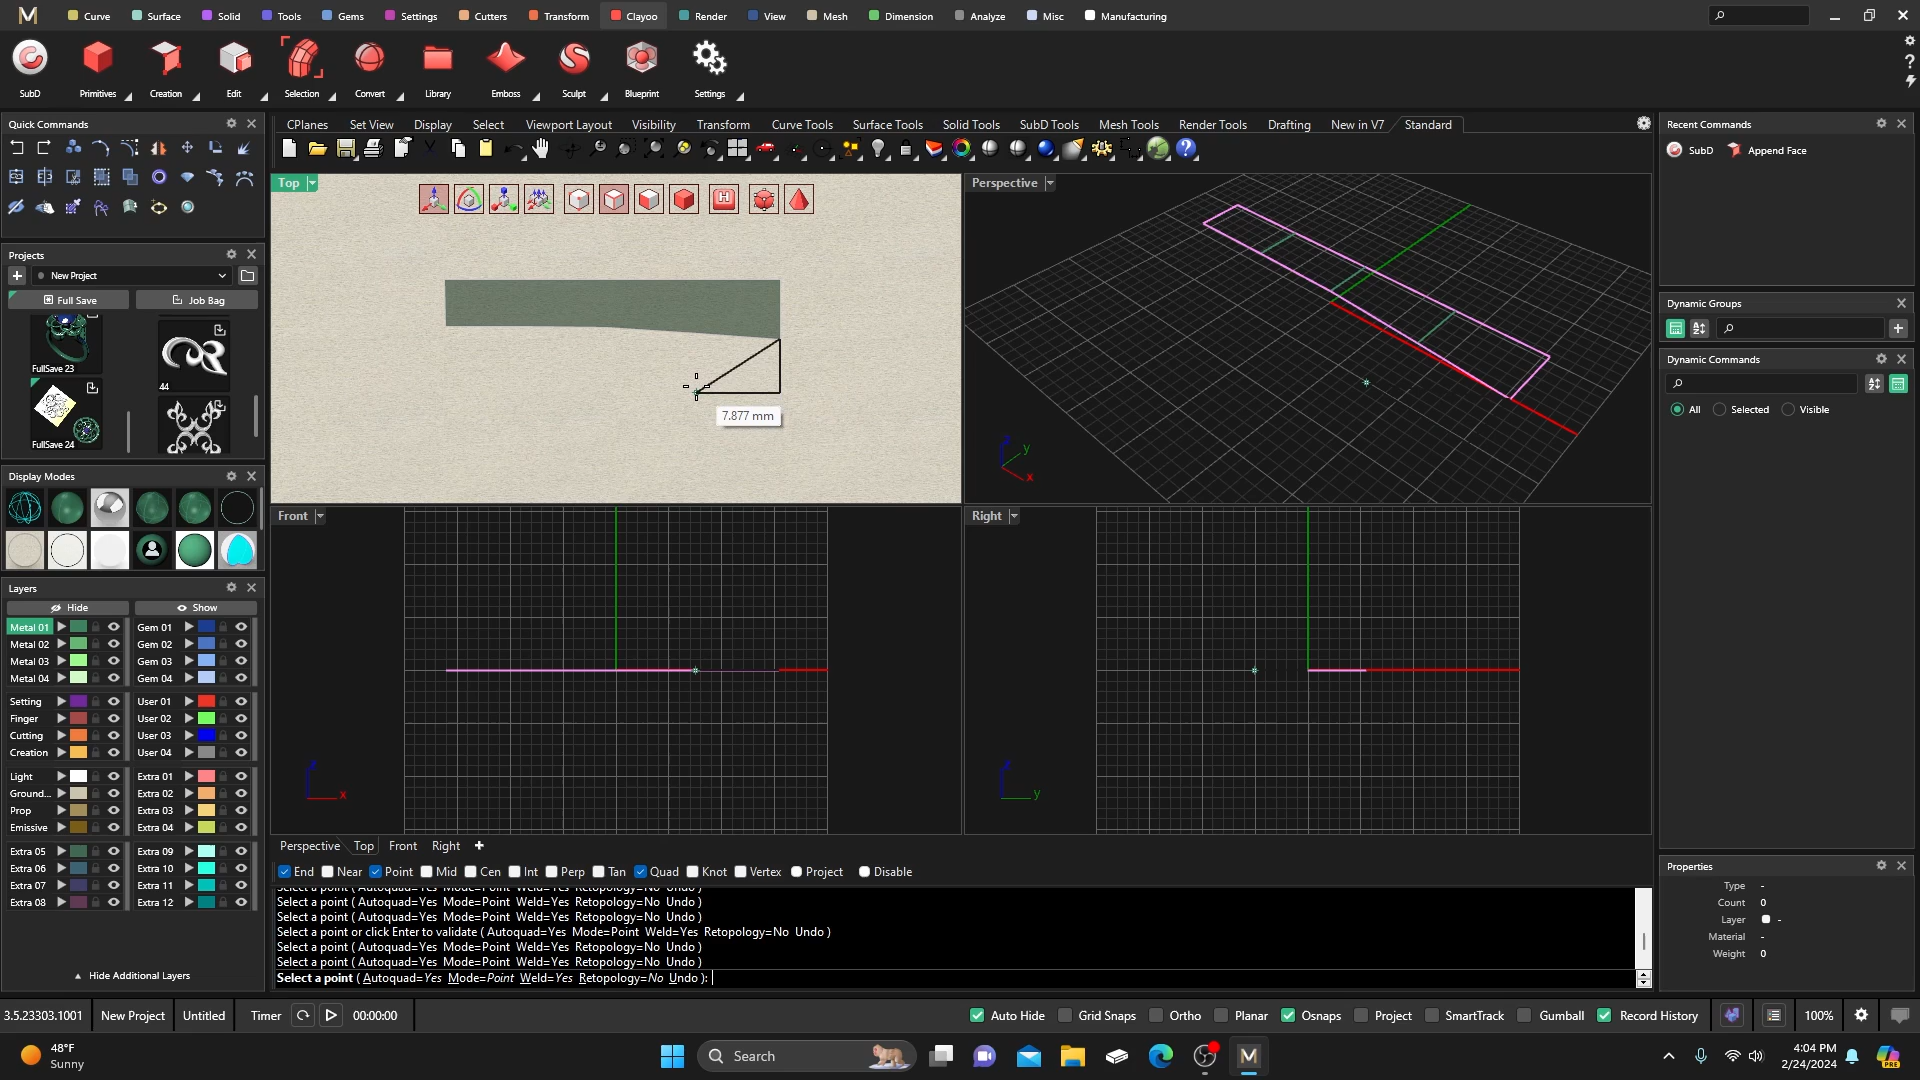 Curve Surface Solid Tools Gems Settings Cutters Transform Clayoo Render View Mesh Dimension Analyze Misc Manufacturing
SubD Primitives Creation Edit Selection Convert Library Emboss Sculpt Blueprint Settings
Quick Commands
CPlanes Set View Display Select Viewport Layout Visibility Transform Curve Tools Surface Tools Solid Tools SubD Tools Mesh Tools Render Tools Drafting New in V7 Standard
Projects
New Project
Full Save Job Bag
FullSave 23
44
FullSave 24
Display Modes
Layers
Hide Show
Metal 01 Gem 01
Metal 02 Gem 02
Metal 03 Gem 03
Metal 04 Gem 04
Setting User 01
Finger User 02
Cutting User 03
Creation User 04
Light Extra 01
Ground... Extra 02
Prop Extra 03
Emissive Extra 04
Extra 05 Extra 09
Extra 06 Extra 10
Extra 07 Extra 11
Extra 08 Extra 12
Hide Additional Layers
Top
7.877 mm
Perspective
z
y
x
Front
z
x
Right
z
y
Perspective Top Front Right
End Near Point Mid Cen Int Perp Tan Quad Knot Vertex Project Disable
Select a point ( Autoquad=Yes Mode=Point Weld=Yes Retopology=No Undo )
Select a point ( Autoquad=Yes Mode=Point Weld=Yes Retopology=No Undo )
Select a point ( Autoquad=Yes Mode=Point Weld=Yes Retopology=No Undo )
Select a point or click Enter to validate ( Autoquad=Yes Mode=Point Weld=Yes Retopology=No Undo )
Select a point ( Autoquad=Yes Mode=Point Weld=Yes Retopology=No Undo )
Select a point ( Autoquad=Yes Mode=Point Weld=Yes Retopology=No Undo )
Select a point ( Autoquad=Yes Mode=Point Weld=Yes Retopology=No Undo ):
Recent Commands
SubD Append Face
Dynamic Groups
Dynamic Commands
All Selected Visible
Properties
Type -
Count 0
Layer -
Material -
Weight 0
3.5.23303.1001 New Project Untitled Timer 00:00:00 Auto Hide Grid Snaps Ortho Planar Osnaps Project SmartTrack Gumball Record History 100%
48°F
Sunny
Search
4:04 PM
2/24/2024